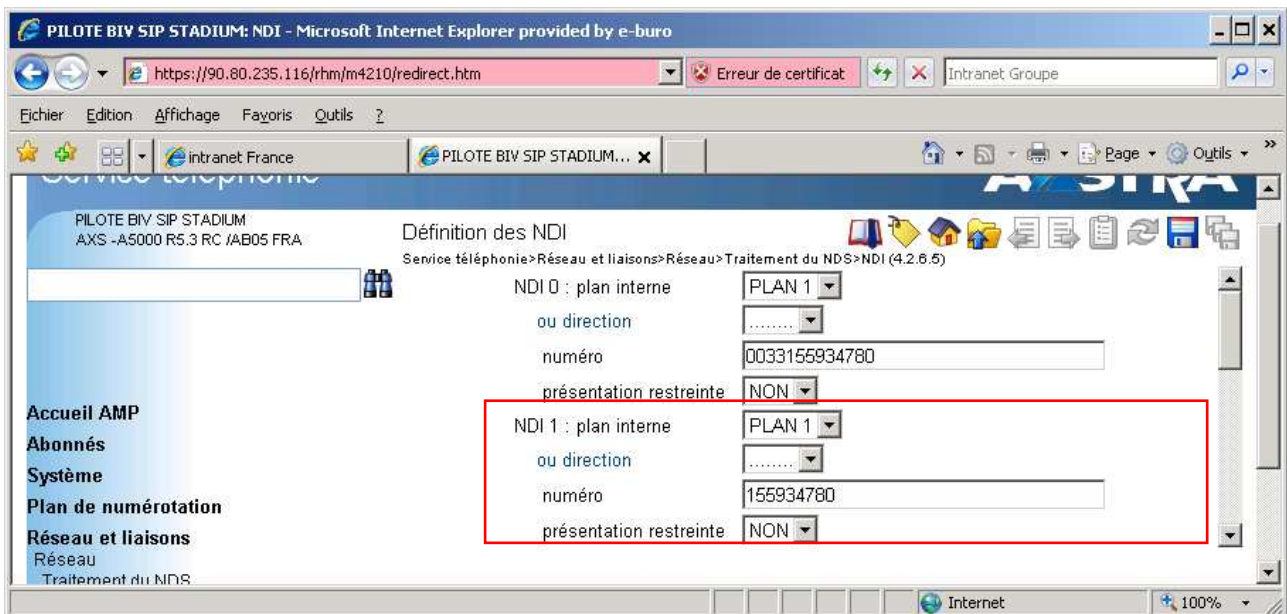 PILOTE BIV SIP STADIUM: NDI - Microsoft Internet Explorer provided by e-buro
https://90.80.235.116/rhm/m4210/redirect.htm Erreur de certificat Intranet Groupe
Fichier Edition Affichage Favoris Outils ?
intranet France PILOTE BIV SIP STADIUM... Page Outils
Service téléphonie AASTRA
PILOTE BIV SIP STADIUM
AXS -A5000 R5.3 RC /AB05 FRA
Définition des NDI
Service téléphonie>Réseau et liaisons>Réseau>Traitement du NDS>NDI (4.2.6.5)
NDI 0 : plan interne PLAN 1
ou direction ........
numéro 0033155934780
présentation restreinte NON
NDI 1 : plan interne PLAN 1
ou direction ........
numéro 155934780
présentation restreinte NON
Accueil AMP
Abonnés
Système
Plan de numérotation
Réseau et liaisons
Réseau
Traitement du NDS
Internet 100%